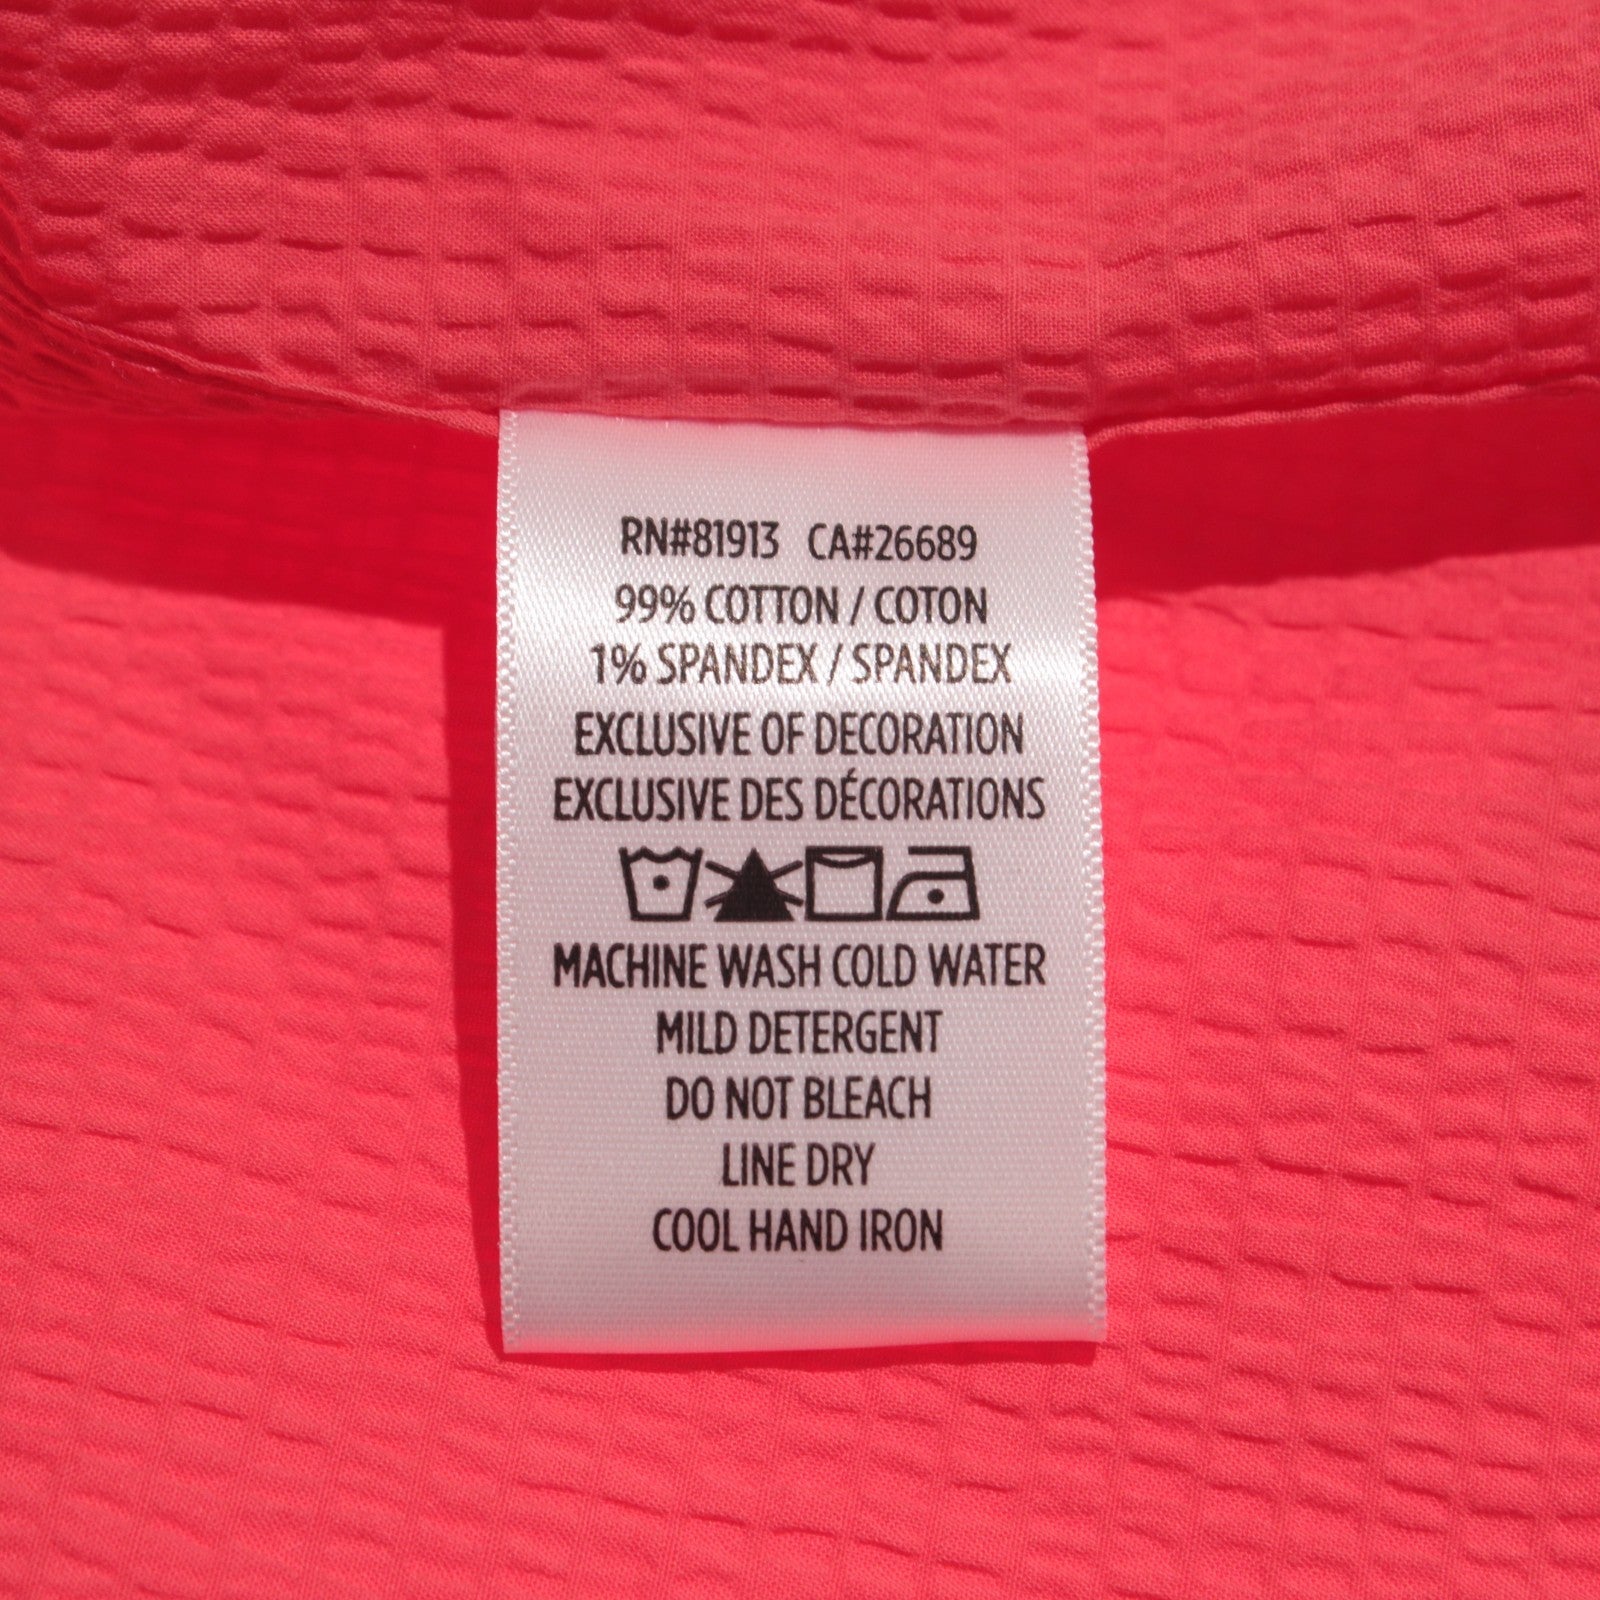 RN#81913 CA#26689
99% COTTON / COTON
1% SPANDEX / SPANDEX
EXCLUSIVE OF DECORATION
EXCLUSIVE DES DÉCORATIONS
MACHINE WASH COLD WATER
MILD DETERGENT
DO NOT BLEACH
LINE DRY
COOL HAND IRON